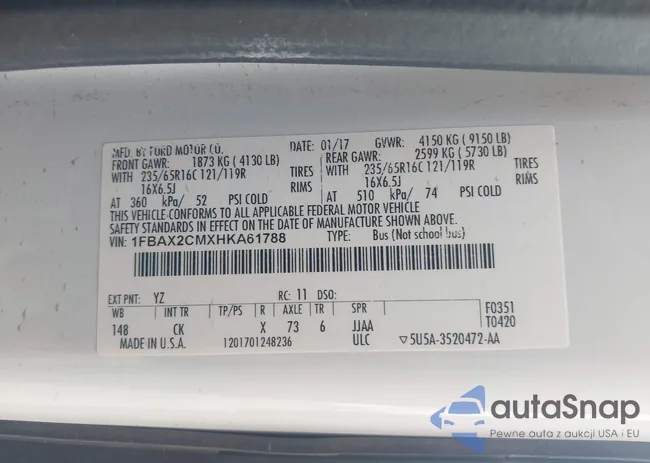 MFD. BY FORD MOTOR CO. DATE: 01/17 GVWR: 4150 KG ( 9150 LB)
FRONT GAWR: 1873 KG ( 4130 LB) REAR GAWR: 2599 KG ( 5730 LB)
WITH 235/65R16C 121/119R TIRES WITH 235/65R16C 121/119R TIRES
16X6.5J RIMS 16X6.5J RIMS
AT 360 kPa/ 52 PSI COLD AT 510 kPa/ 74 PSI COLD
THIS VEHICLE CONFORMS TO ALL APPLICABLE FEDERAL MOTOR VEHICLE
SAFETY STANDARDS IN EFFECT ON THE DATE OF MANUFACTURE SHOWN ABOVE.
VIN: 1FBAX2CMXHKA61788 TYPE: Bus (Not school bus)
EXT PNT: YZ RC: 11 DSO:
WB INT TR TP/PS R AXLE TR SPR F0351
148 CK X 73 6 JJAA T0420
MADE IN U.S.A. 1201701248236 ULC 5U5A-3520472-AA
autoSnap
Pewne auta z aukcji USA i EU